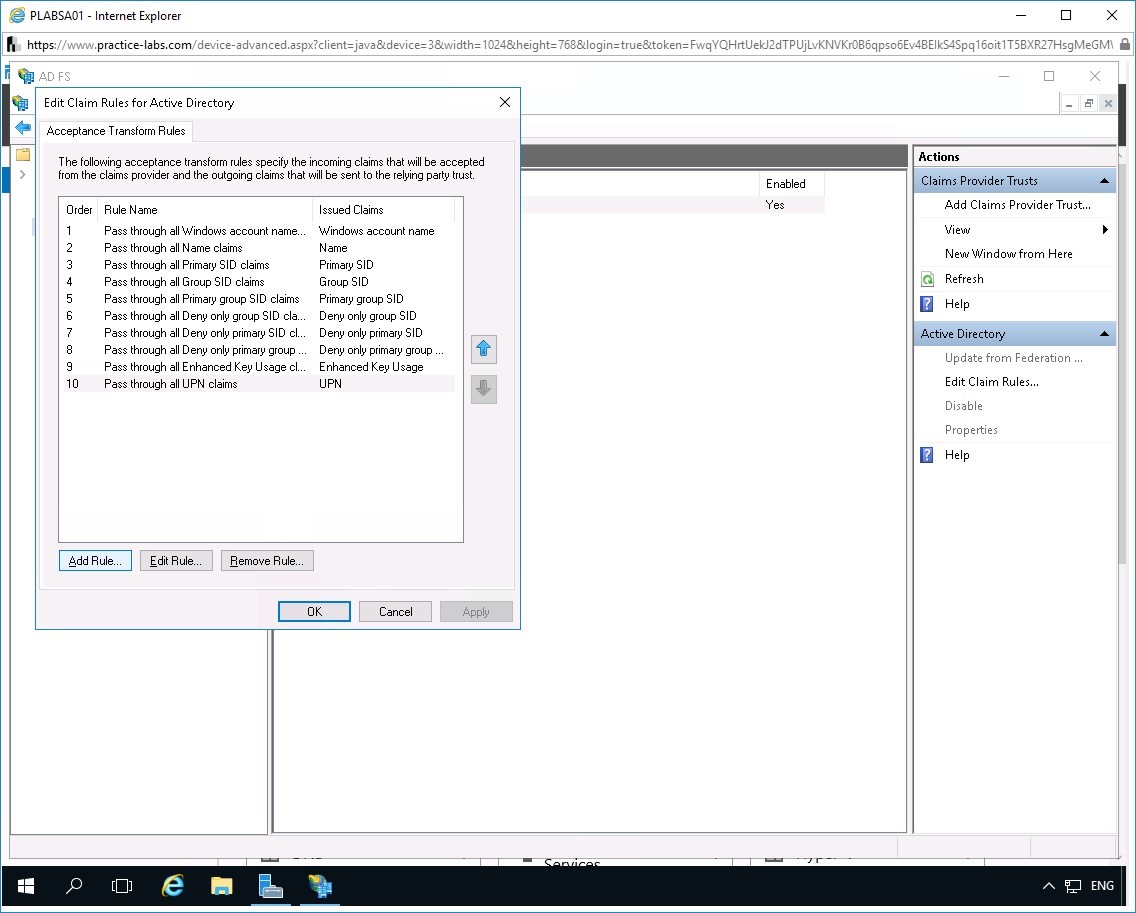 PLABSA01 - Internet Explorer
https://www.practice-labs.com/device-advanced.aspx?client=java&device=3&width=1024&height=768&login=true&token=FwqYQHrtUekJ2dTPUjLvKNVKr0B6qpso6Ev4BElkS4Spq16oit1T5BXR27HsgMeGM
AD FS
Edit Claim Rules for Active Directory
Acceptance Transform Rules
The following acceptance transform rules specify the incoming claims that will be accepted
from the claims provider and the outgoing claims that will be sent to the relying party trust.
Order Rule Name Issued Claims
1 Pass through all Windows account name... Windows account name
2 Pass through all Name claims Name
3 Pass through all Primary SID claims Primary SID
4 Pass through all Group SID claims Group SID
5 Pass through all Primary group SID claims Primary group SID
6 Pass through all Deny only group SID cla... Deny only group SID
7 Pass through all Deny only primary SID cl... Deny only primary SID
8 Pass through all Deny only primary group ... Deny only primary group ...
9 Pass through all Enhanced Key Usage cl... Enhanced Key Usage
10 Pass through all UPN claims UPN
Add Rule... Edit Rule... Remove Rule...
OK Cancel Apply
Enabled
Yes
Actions
Claims Provider Trusts
Add Claims Provider Trust...
View
New Window from Here
Refresh
Help
Active Directory
Update from Federation ...
Edit Claim Rules...
Disable
Properties
Help
Services
ENG